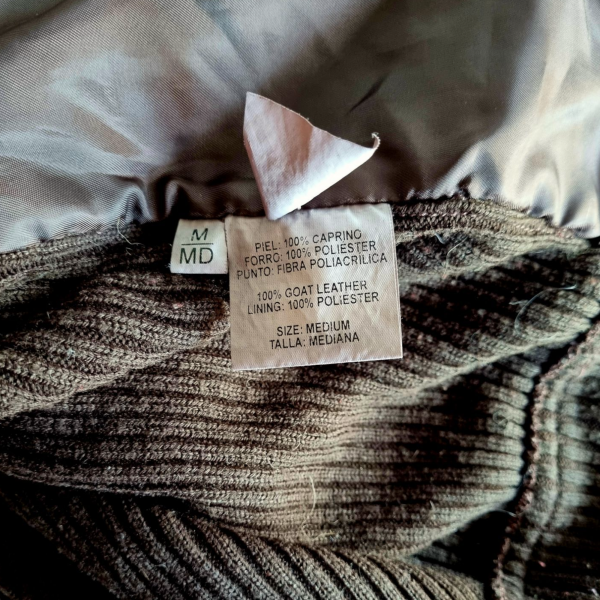 M
MD
PIEL: 100% CAPRINO
FORRO: 100% POLIESTER
PUNTO: FIBRA POLIACRILICA
100% GOAT LEATHER
LINING: 100% POLIESTER
SIZE: MEDIUM
TALLA: MEDIANA